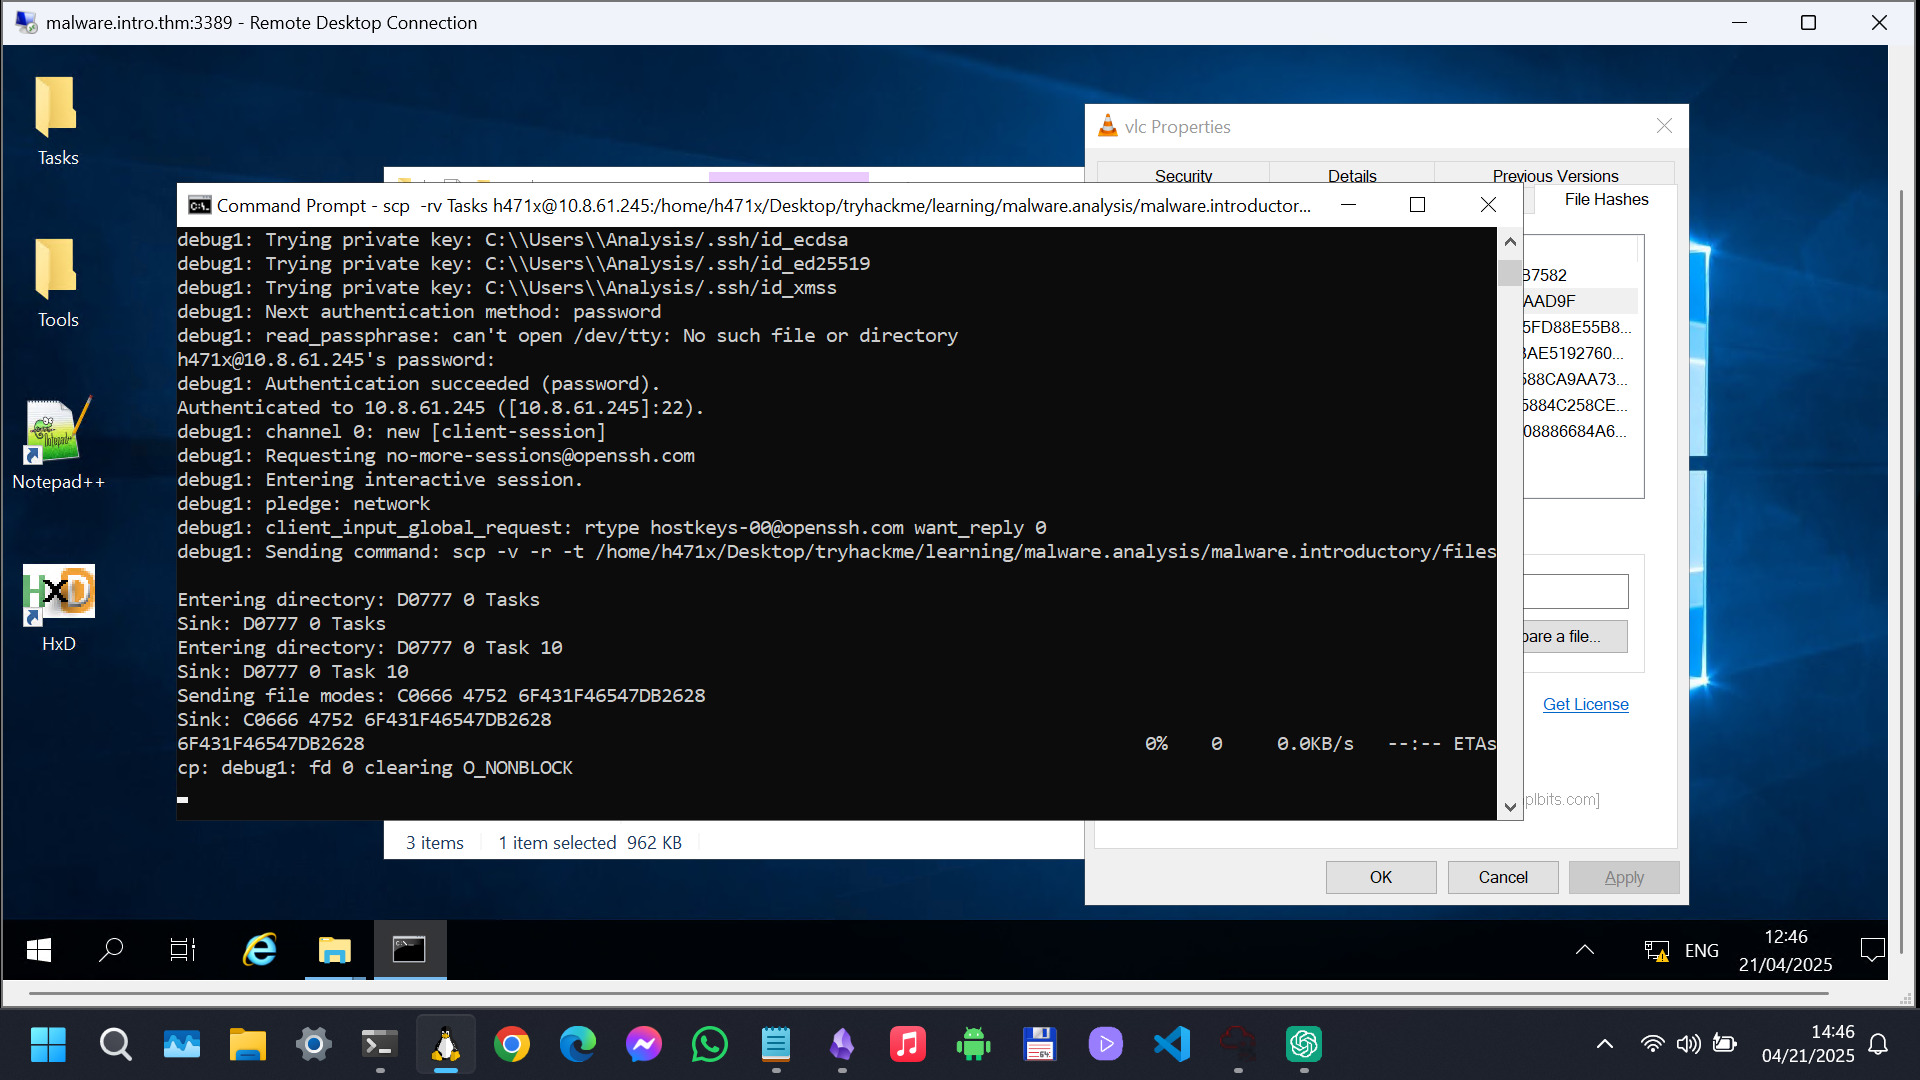 malware.intro.thm:3389 - Remote Desktop Connection
Tasks
Tools
Notepad++
HxD
vlc Properties
Security
Details
Previous Versions
File Hashes
B7582
AAD9F
5FD88E55B8...
BAE5192760...
588CA9AA73...
5884C258CE...
08886684A6...
pare a file...
Get License
plbits.com]
OK
Cancel
Apply
Command Prompt - scp  -rv Tasks h471x@10.8.61.245:/home/h471x/Desktop/tryhackme/learning/malware.analysis/malware.introductor...
debug1: Trying private key: C:\\Users\\Analysis/.ssh/id_ecdsa
debug1: Trying private key: C:\\Users\\Analysis/.ssh/id_ed25519
debug1: Trying private key: C:\\Users\\Analysis/.ssh/id_xmss
debug1: Next authentication method: password
debug1: read_passphrase: can't open /dev/tty: No such file or directory
h471x@10.8.61.245's password:
debug1: Authentication succeeded (password).
Authenticated to 10.8.61.245 ([10.8.61.245]:22).
debug1: channel 0: new [client-session]
debug1: Requesting no-more-sessions@openssh.com
debug1: Entering interactive session.
debug1: pledge: network
debug1: client_input_global_request: rtype hostkeys-00@openssh.com want_reply 0
debug1: Sending command: scp -v -r -t /home/h471x/Desktop/tryhackme/learning/malware.analysis/malware.introductory/files
Entering directory: D0777 0 Tasks
Sink: D0777 0 Tasks
Entering directory: D0777 0 Task 10
Sink: D0777 0 Task 10
Sending file modes: C0666 4752 6F431F46547DB2628
Sink: C0666 4752 6F431F46547DB2628
6F431F46547DB2628 0% 0 0.0KB/s --:-- ETAs
cp: debug1: fd 0 clearing O_NONBLOCK
3 items 1 item selected 962 KB
ENG
12:46
21/04/2025
14:46
04/21/2025